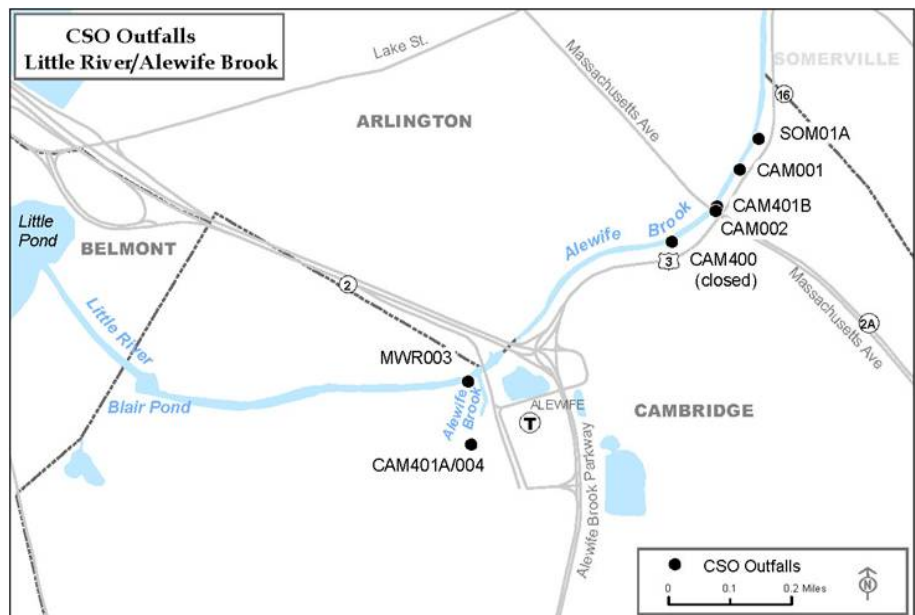 CSO Outfalls
Little River/Alewife Brook
Lake St.
Massachusetts Ave
SOMERVILLE
16
ARLINGTON
SOM01A
CAM001
CAM401B
CAM002
Little
Pond
BELMONT
Alewife Brook
3
CAM400
(closed)
2
Massachusetts Ave
2A
Little River
MWR003
Blair Pond
Alewife
Brook
ALEWIFE
T
CAMBRIDGE
CAM401A/004
Alewife Brook Parkway
CSO Outfalls
0 0.1 0.2 Miles
N